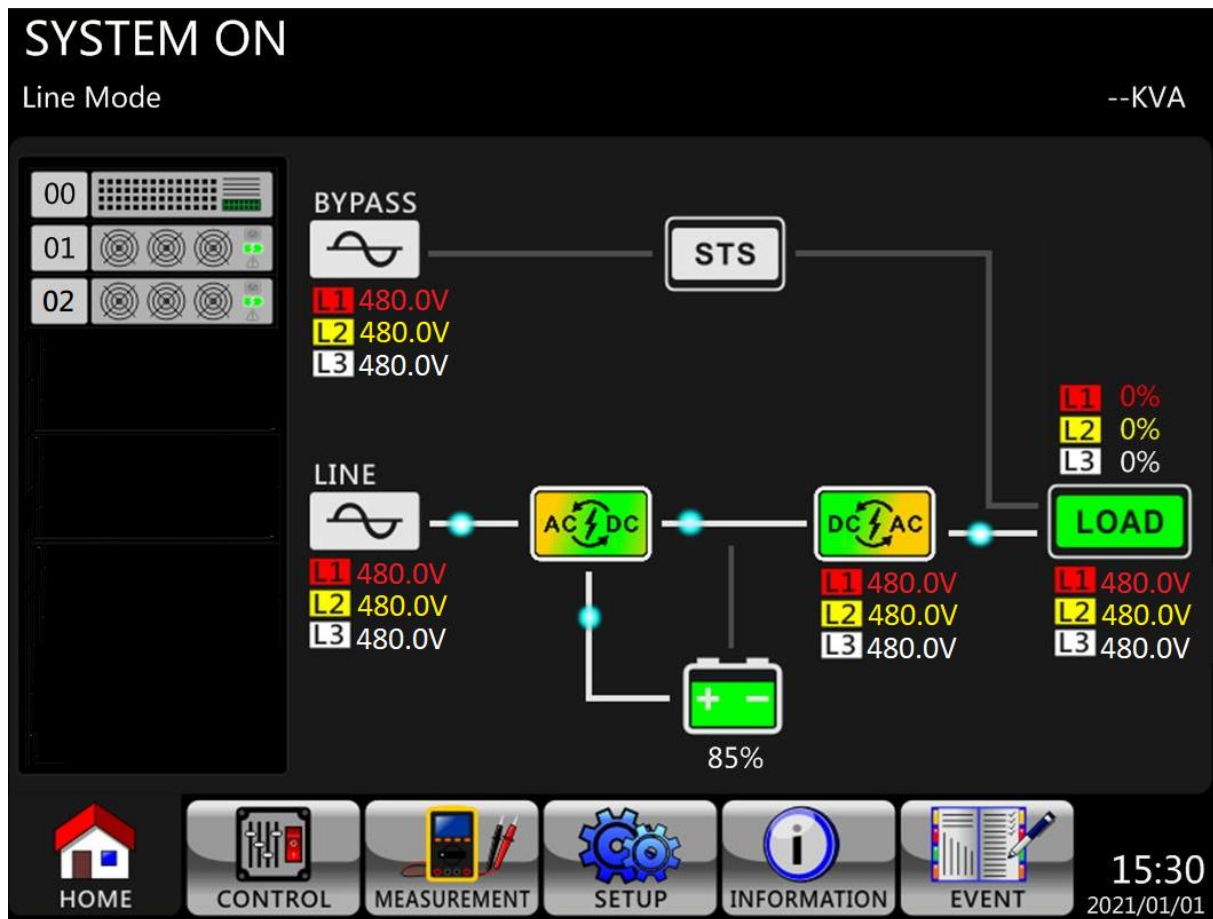 SYSTEM ON
Line Mode
--KVA
00
01
02
BYPASS
L1 480.0V
L2 480.0V
L3 480.0V
STS
L1 0%
L2 0%
L3 0%
LINE
AC DC
DC AC
LOAD
L1 480.0V
L2 480.0V
L3 480.0V
L1 480.0V
L2 480.0V
L3 480.0V
L1 480.0V
L2 480.0V
L3 480.0V
+ -
85%
HOME
CONTROL
MEASUREMENT
SETUP
INFORMATION
EVENT
15:30
2021/01/01